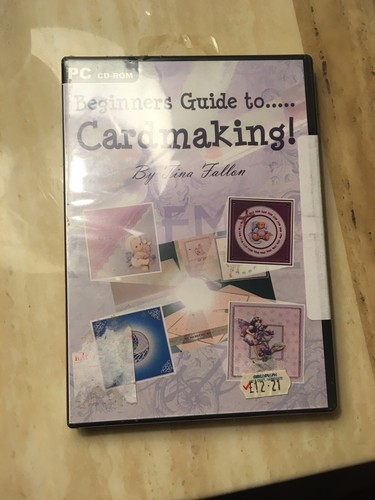 PC CD-ROM
Beginners Guide to.....
Cardmaking!
By Tina Fallon
£12.21